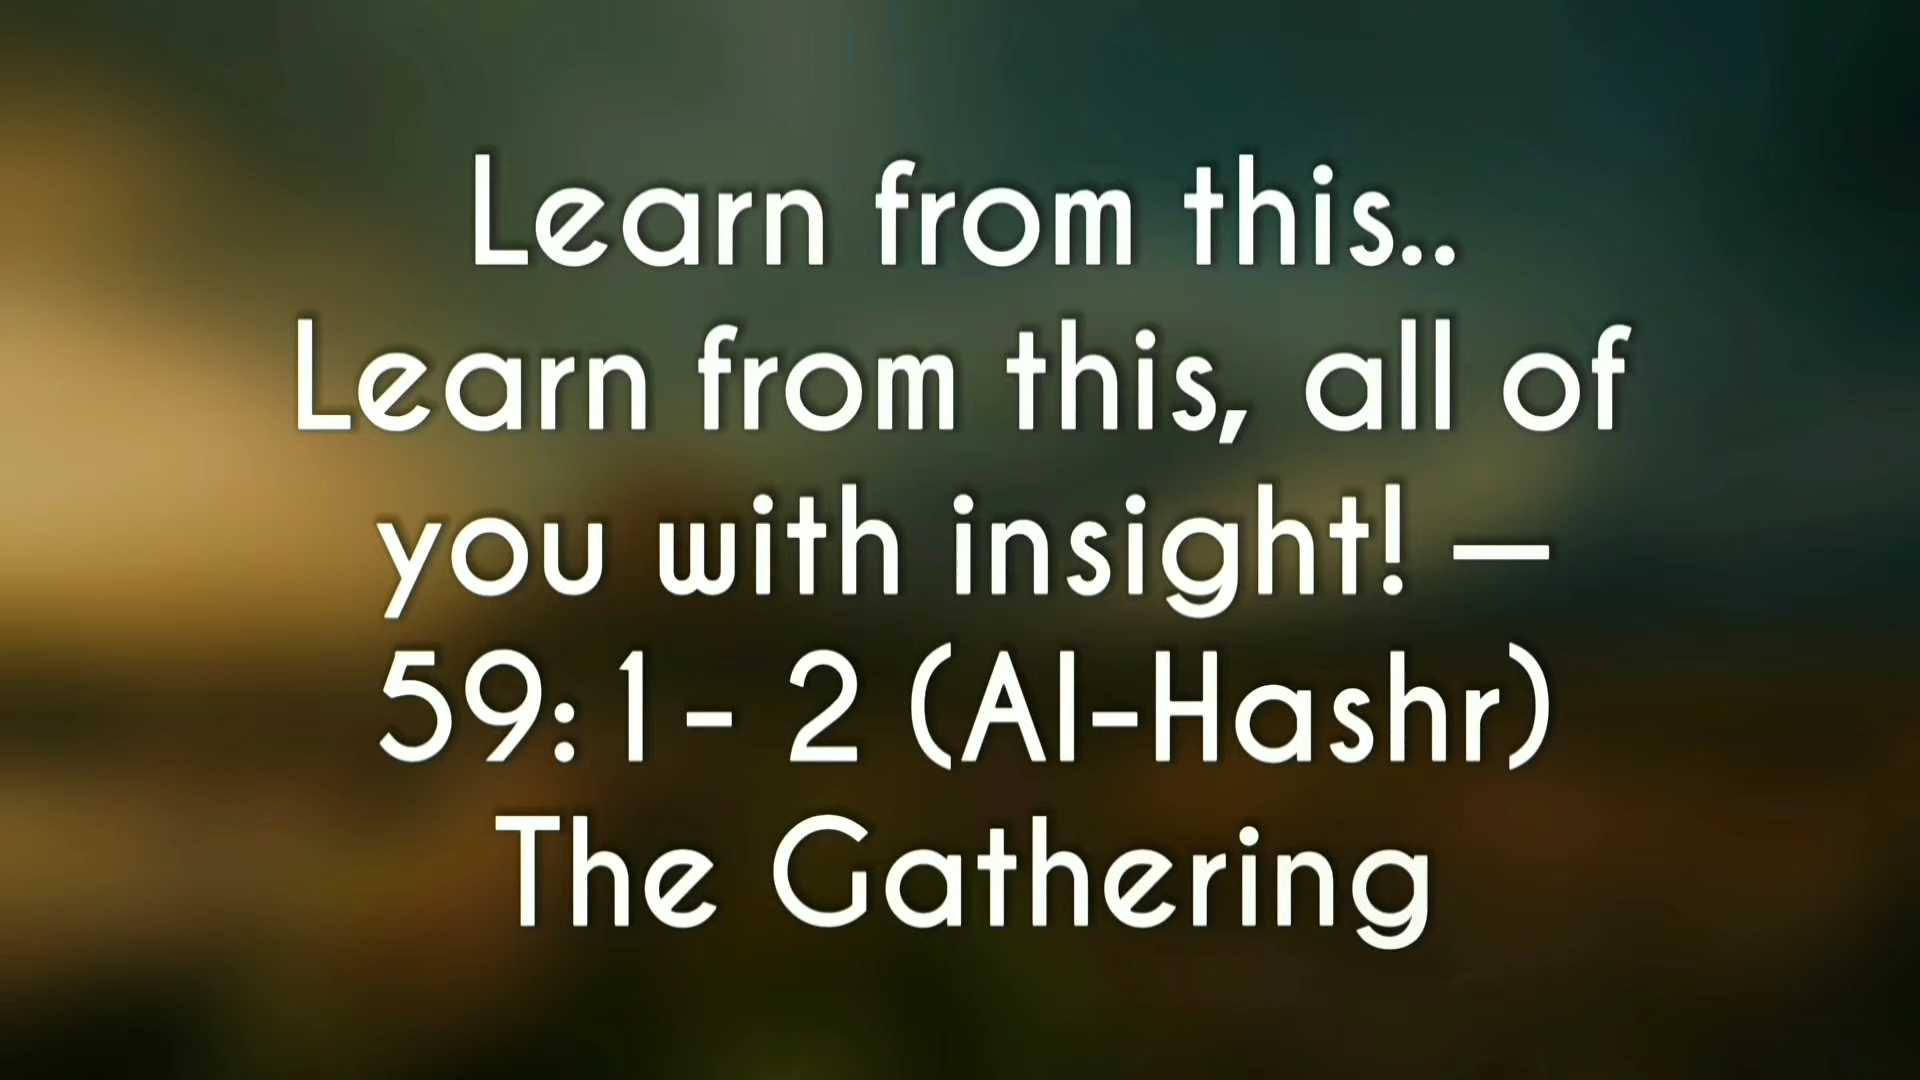 Learn from this..
Learn from this, all of
you with insight! —
59: 1 - 2 (Al-Hashr)
The Gathering